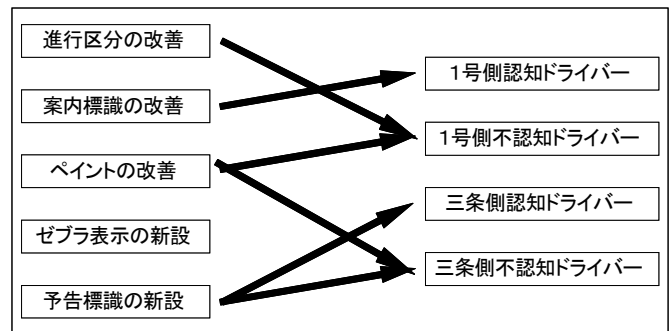 進行区分の改善
案内標識の改善
ペイントの改善
ゼブラ表示の新設
予告標識の新設
1号側認知ドライバー
1号側不認知ドライバー
三条側認知ドライバー
三条側不認知ドライバー